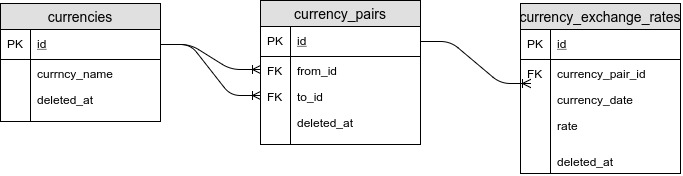 currencies
PK id
currncy_name
deleted_at
currency_pairs
PK id
FK from_id
FK to_id
deleted_at
currency_exchange_rates
PK id
FK currency_pair_id
currency_date
rate
deleted_at